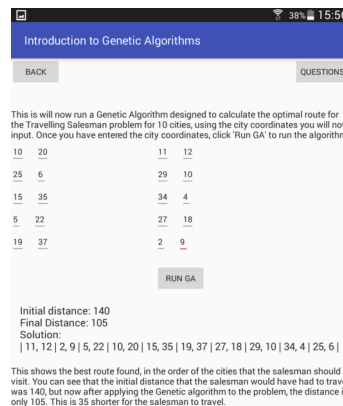 38% 15:50
Introduction to Genetic Algorithms
BACK QUESTIONS
This is will now run a Genetic Algorithm designed to calculate the optimal route for
the Travelling Salesman problem for 10 cities, using the city coordinates you will
input. Once you have entered the city coordinates, click 'Run GA' to run the
10 20 11 12
25 6 29 10
15 35 34 4
5 22 27 18
19 37 2 9
RUN GA
Initial distance: 140
Final Distance: 105
Solution:
| 11, 12 | 2, 9 | 5, 22 | 10, 20 | 15, 35 | 19, 37 | 27, 18 | 29, 10 | 34, 4 | 25, 6 |
This shows the best route found, in the order of the cities that the salesman should
visit. You can see that the initial distance that the salesman would have had to
was 140, but now after applying the Genetic Algorithm to the problem, the distance
only 105. This is 35 shorter for the salesman to travel.